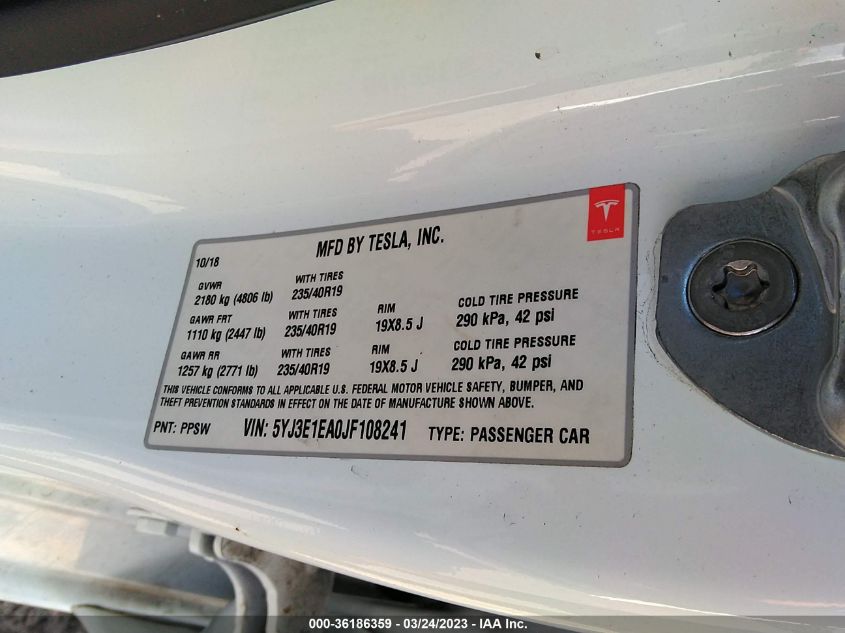 MFD BY TESLA, INC.
TESLA
10/18
GVWR WITH TIRES
2180 kg (4806 lb) 235/40R19
GAWR FRT WITH TIRES RIM COLD TIRE PRESSURE
1110 kg (2447 lb) 235/40R19 19X8.5 J 290 kPa, 42 psi
GAWR RR WITH TIRES RIM COLD TIRE PRESSURE
1257 kg (2771 lb) 235/40R19 19X8.5 J 290 kPa, 42 psi
THIS VEHICLE CONFORMS TO ALL APPLICABLE U.S. FEDERAL MOTOR VEHICLE SAFETY, BUMPER, AND
THEFT PREVENTION STANDARDS IN EFFECT ON THE DATE OF MANUFACTURE SHOWN ABOVE.
PNT: PPSW VIN: 5YJ3E1EA0JF108241 TYPE: PASSENGER CAR
000-36186359 - 03/24/2023 - IAA Inc.